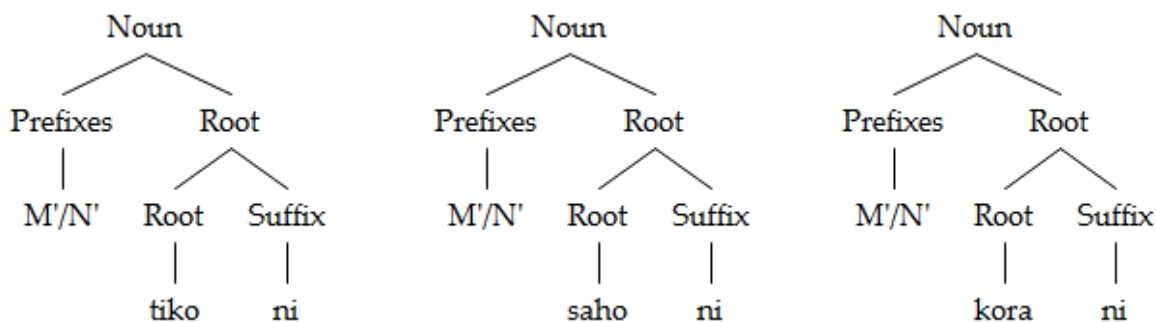 Noun Noun Noun
Prefixes Root Prefixes Root Prefixes Root
M'/N' Root Suffix M'/N' Root Suffix M'/N' Root Suffix
tiko ni saho ni kora ni